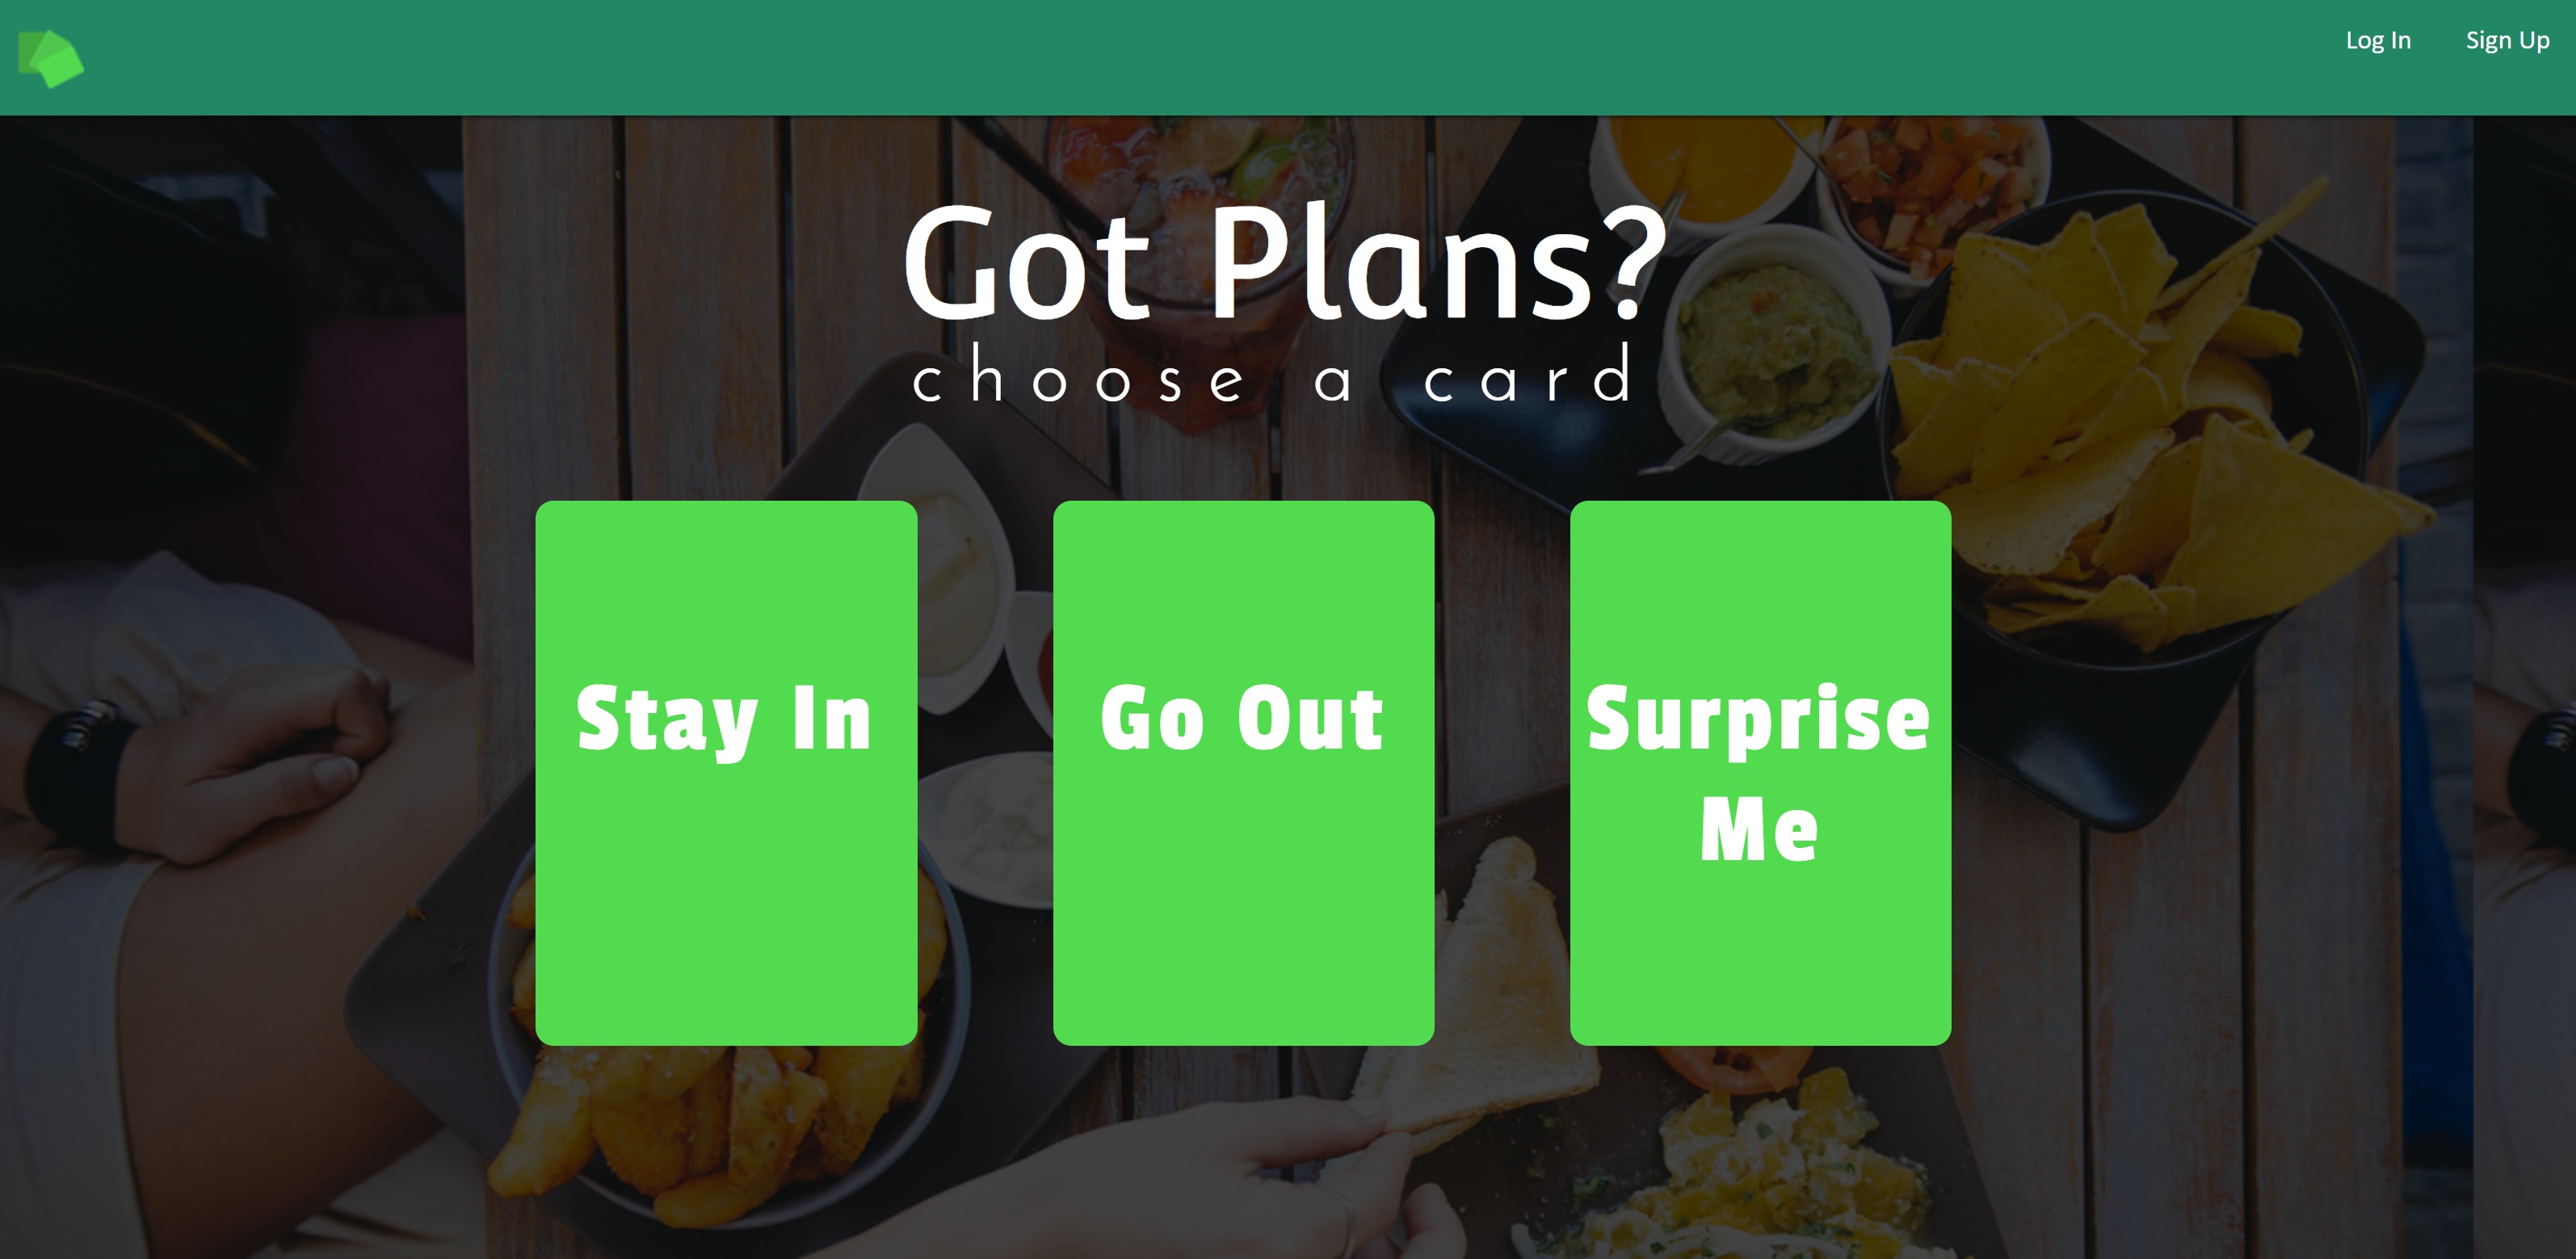 Log In
Sign Up
Got Plans?
choose a card
Stay In
Go Out
Surprise
Me